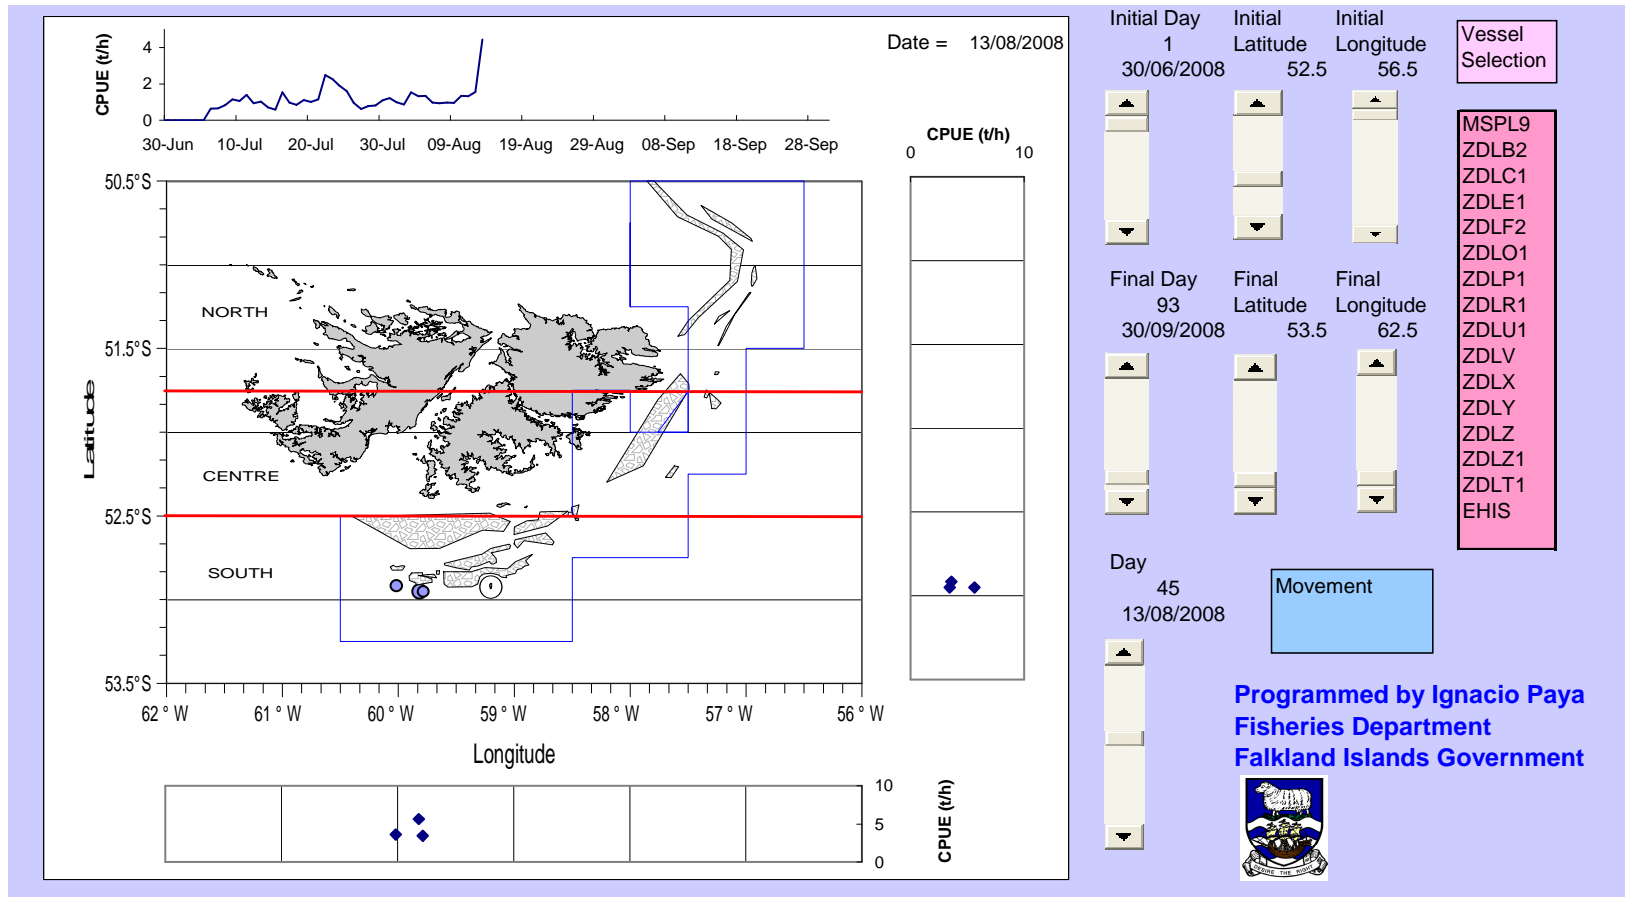 CPUE (t/h)
4
2
0
30-Jun 10-Jul 20-Jul 30-Jul 09-Aug 19-Aug 29-Aug 08-Sep 18-Sep 28-Sep
Date = 13/08/2008
CPUE (t/h)
0 10
50.5°S
51.5°S
52.5°S
53.5°S
Latitude
NORTH
CENTRE
SOUTH
62 ° W 61 ° W 60 ° W 59 ° W 58 ° W 57 ° W 56 ° W
Longitude
10
5
0
CPUE (t/h)
Initial Day
1
30/06/2008
Initial
Latitude
52.5
Initial
Longitude
56.5
Vessel
Selection
MSPL9
ZDLB2
ZDLC1
ZDLE1
ZDLF2
ZDLO1
ZDLP1
ZDLR1
ZDLU1
ZDLV
ZDLX
ZDLY
ZDLZ
ZDLZ1
ZDLT1
EHIS
Final Day
93
30/09/2008
Final
Latitude
53.5
Final
Longitude
62.5
Day
45
13/08/2008
Movement
Programmed by Ignacio Paya
Fisheries Department
Falkland Islands Government
DESIRE THE RIGHT